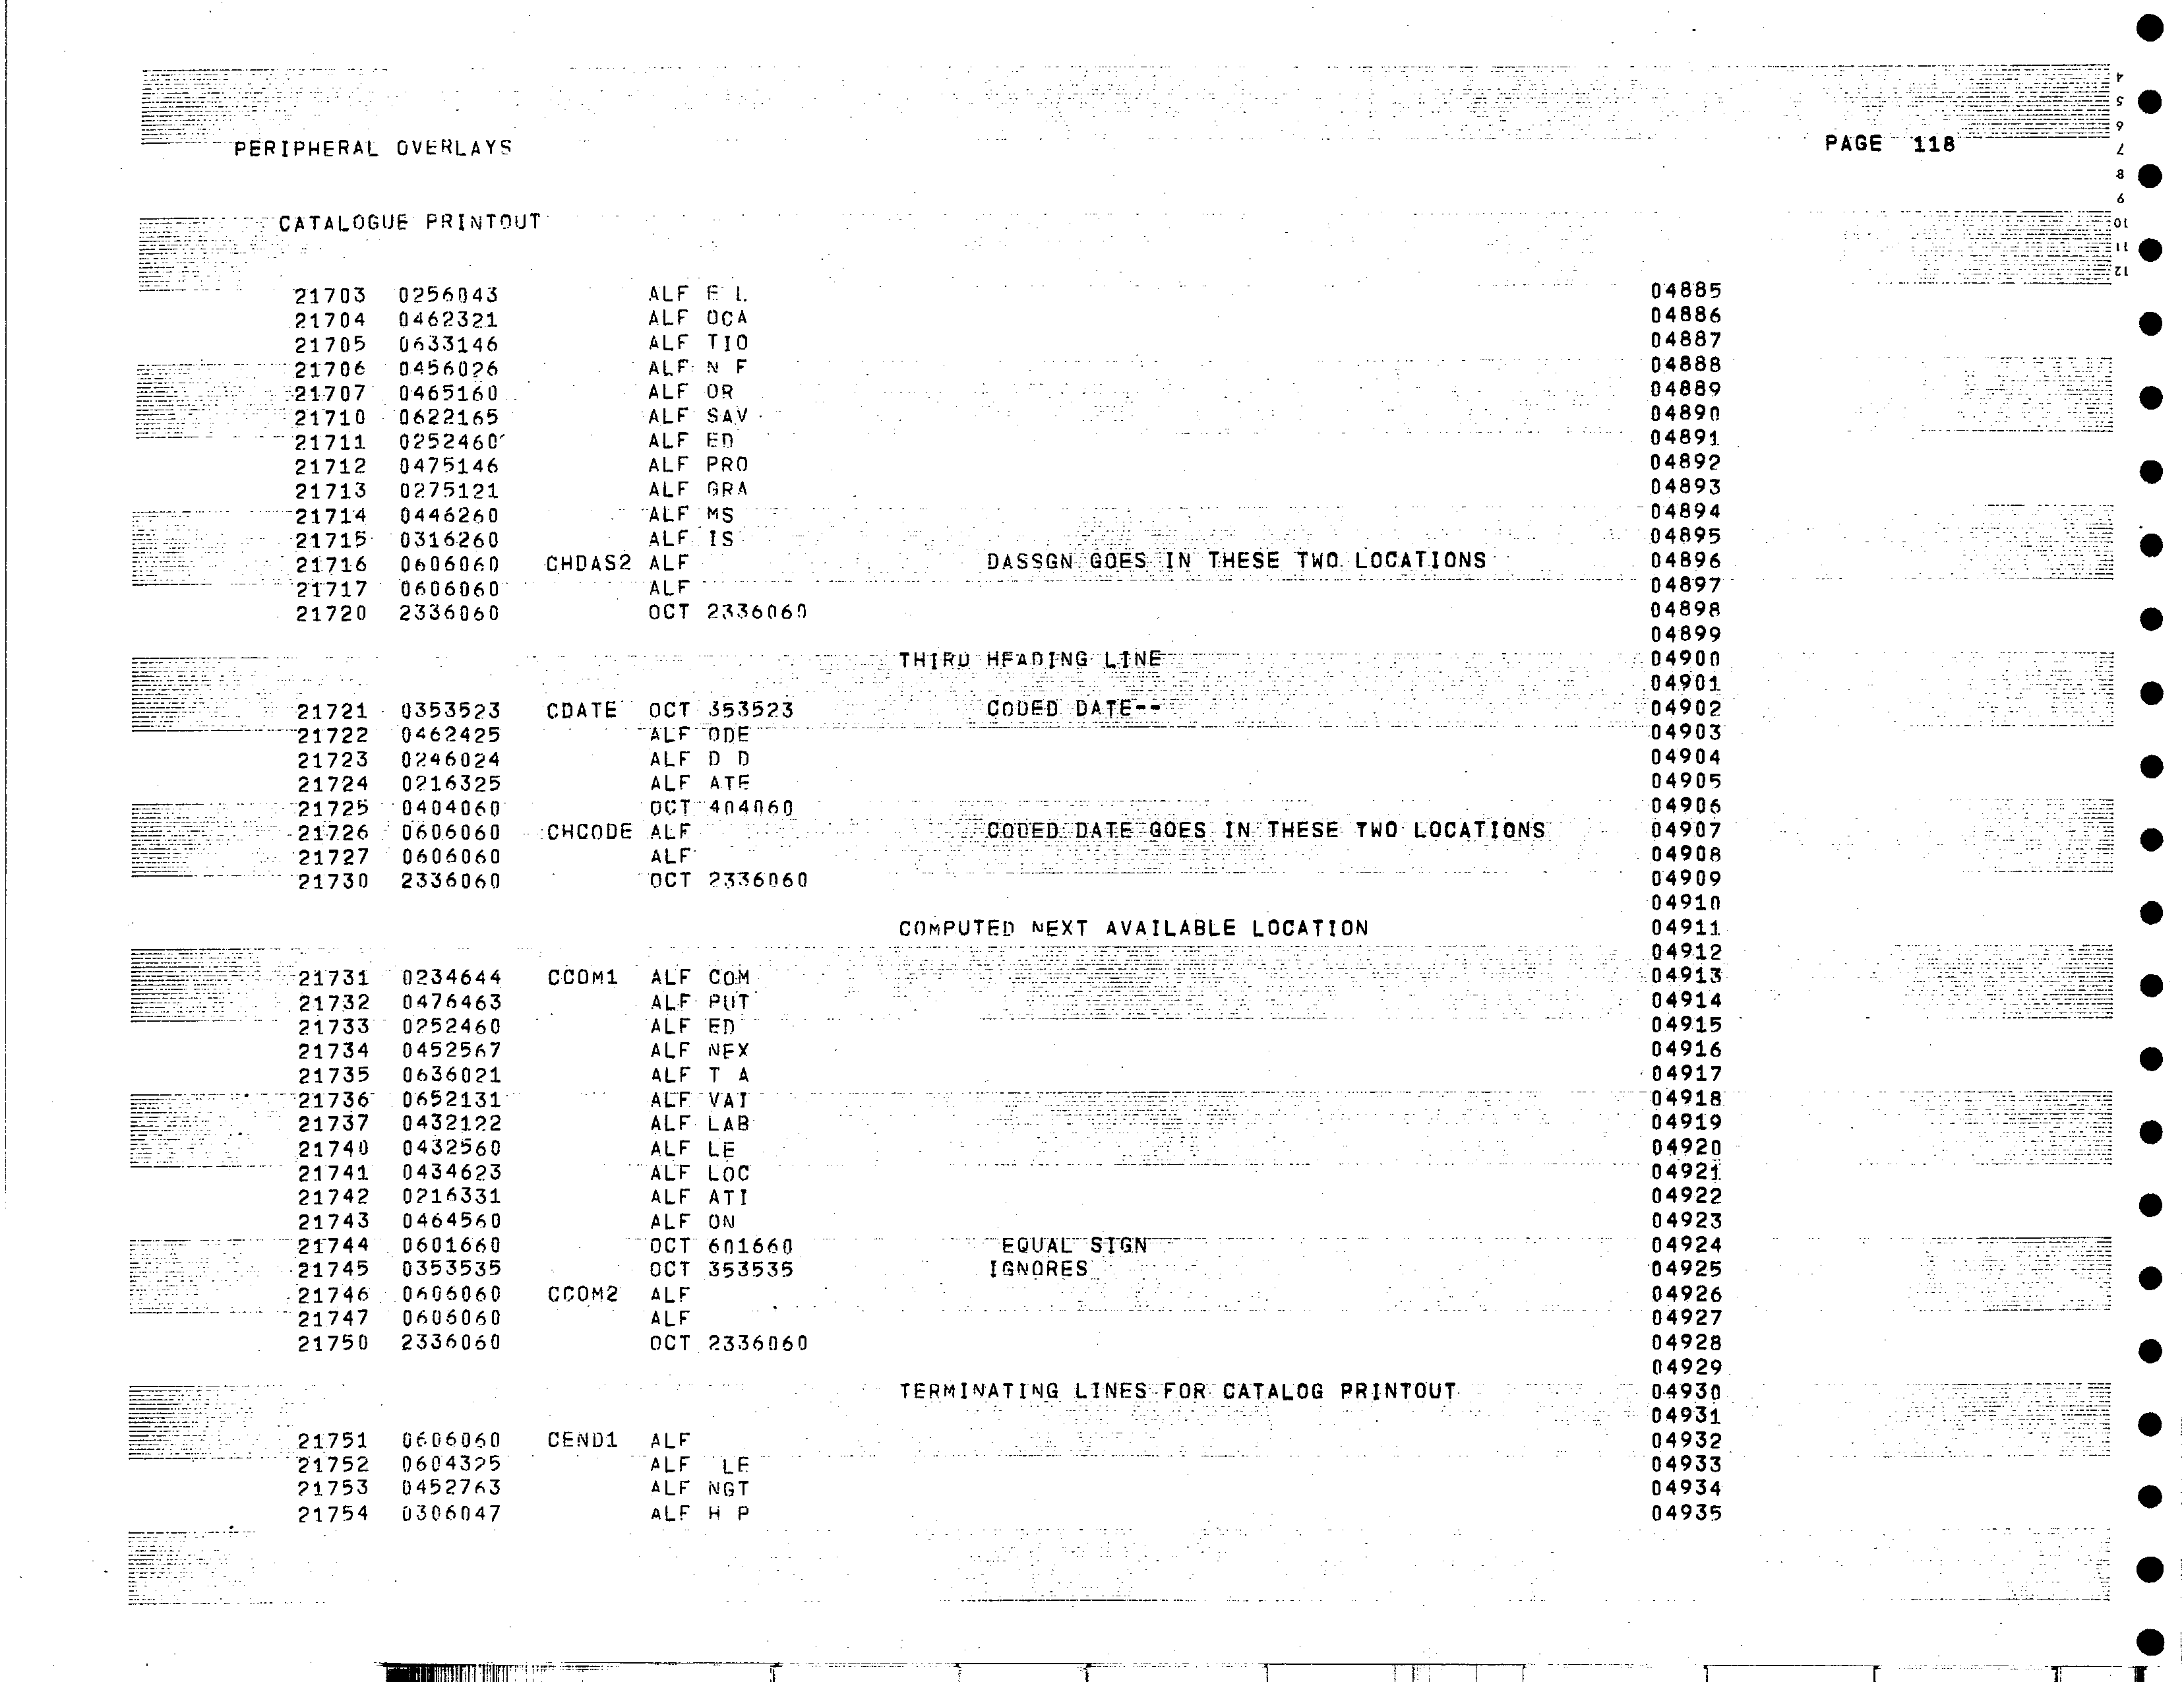 PERIPHERAL OVERLAYS PAGE 118
CATALOGUE PRINTOUT
21703 0256043 ALF E L 04885
21704 0462321 ALF OCA 04886
21705 0633146 ALF TIO 04887
21706 0456026 ALF N F 04888
21707 0465160 ALF OR 04889
21710 0622165 ALF SAV 04890
21711 0252460 ALF ED 04891
21712 0475146 ALF PRO 04892
21713 0275121 ALF GRA 04893
21714 0446260 ALF MS 04894
21715 0316260 ALF IS 04895
21716 0606060 CHDAS2 ALF DASSGN GOES IN THESE TWO LOCATIONS 04896
21717 0606060 ALF 04897
21720 2336060 OCT 2336060 04898
04899
THIRD HEADING LINE 04900
04901
21721 0353523 CDATE OCT 353523 CODED DATE-- 04902
21722 0462425 ALF ODE 04903
21723 0246024 ALF D D 04904
21724 0216325 ALF ATE 04905
21725 0404060 OCT 404060 04906
21726 0606060 CHCODE ALF CODED DATE GOES IN THESE TWO LOCATIONS 04907
21727 0606060 ALF 04908
21730 2336060 OCT 2336060 04909
04910
COMPUTED NEXT AVAILABLE LOCATION 04911
04912
21731 0234644 CCOM1 ALF COM 04913
21732 0476463 ALF PUT 04914
21733 0252460 ALF ED 04915
21734 0452567 ALF NEX 04916
21735 0636021 ALF T A 04917
21736 0652131 ALF VAI 04918
21737 0432122 ALF LAB 04919
21740 0432560 ALF LE 04920
21741 0434623 ALF LOC 04921
21742 0216331 ALF ATI 04922
21743 0464560 ALF ON 04923
21744 0601660 OCT 601660 EQUAL SIGN 04924
21745 0353535 OCT 353535 IGNORES 04925
21746 0606060 CCOM2 ALF 04926
21747 0606060 ALF 04927
21750 2336060 OCT 2336060 04928
04929
TERMINATING LINES FOR CATALOG PRINTOUT 04930
04931
21751 0606060 CEND1 ALF 04932
21752 0604325 ALF LE 04933
21753 0452763 ALF NGT 04934
21754 0306047 ALF H P 04935
4
5
6
7
8
9
10
11
12